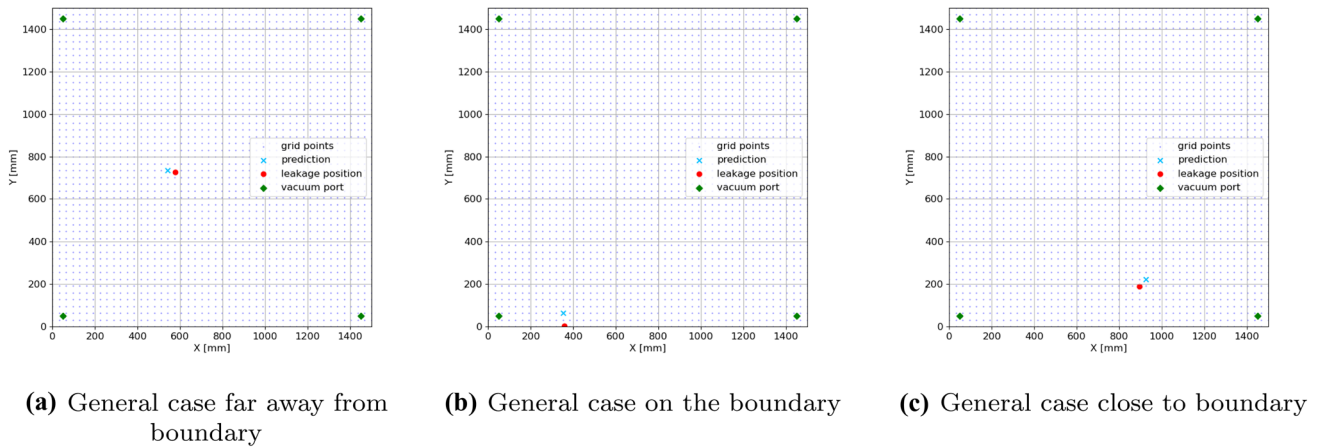 1400
1200
1000
800
600
400
200
0
Y [mm]
grid points
prediction
leakage position
vacuum port
0 200 400 600 800 1000 1200 1400
X [mm]
(a) General case far away from
boundary
1400
1200
1000
800
600
400
200
0
Y [mm]
grid points
prediction
leakage position
vacuum port
0 200 400 600 800 1000 1200 1400
X [mm]
(b) General case on the boundary
1400
1200
1000
800
600
400
200
0
Y [mm]
grid points
prediction
leakage position
vacuum port
0 200 400 600 800 1000 1200 1400
X [mm]
(c) General case close to boundary